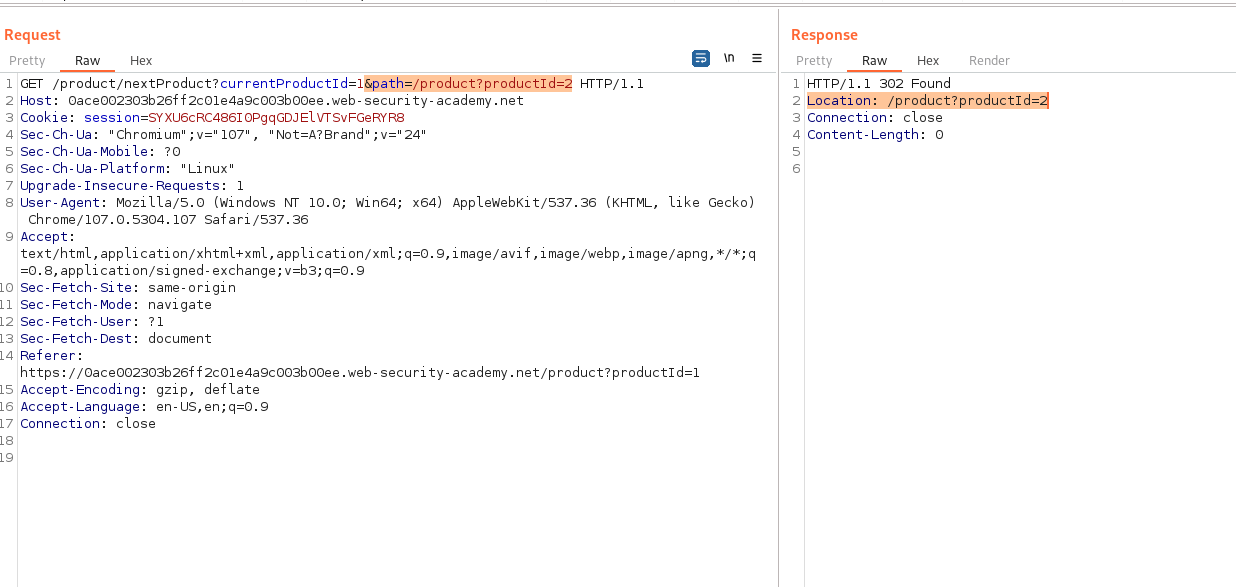 Request
Pretty Raw Hex
\n
1 GET /product/nextProduct?currentProductId=1&path=/product?productId=2 HTTP/1.1
2 Host: 0ace002303b26ff2c01e4a9c003b00ee.web-security-academy.net
3 Cookie: session=SYXU6cRC486I0PgqGDJElVTSvFGeRYR8
4 Sec-Ch-Ua: "Chromium";v="107", "Not=A?Brand";v="24"
5 Sec-Ch-Ua-Mobile: ?0
6 Sec-Ch-Ua-Platform: "Linux"
7 Upgrade-Insecure-Requests: 1
8 User-Agent: Mozilla/5.0 (Windows NT 10.0; Win64; x64) AppleWebKit/537.36 (KHTML, like Gecko)
Chrome/107.0.5304.107 Safari/537.36
9 Accept:
text/html,application/xhtml+xml,application/xml;q=0.9,image/avif,image/webp,image/apng,*/*;q
=0.8,application/signed-exchange;v=b3;q=0.9
10 Sec-Fetch-Site: same-origin
11 Sec-Fetch-Mode: navigate
12 Sec-Fetch-User: ?1
13 Sec-Fetch-Dest: document
14 Referer:
https://0ace002303b26ff2c01e4a9c003b00ee.web-security-academy.net/product?productId=1
15 Accept-Encoding: gzip, deflate
16 Accept-Language: en-US,en;q=0.9
17 Connection: close
18
19
Response
Pretty Raw Hex Render
1 HTTP/1.1 302 Found
2 Location: /product?productId=2
3 Connection: close
4 Content-Length: 0
5
6